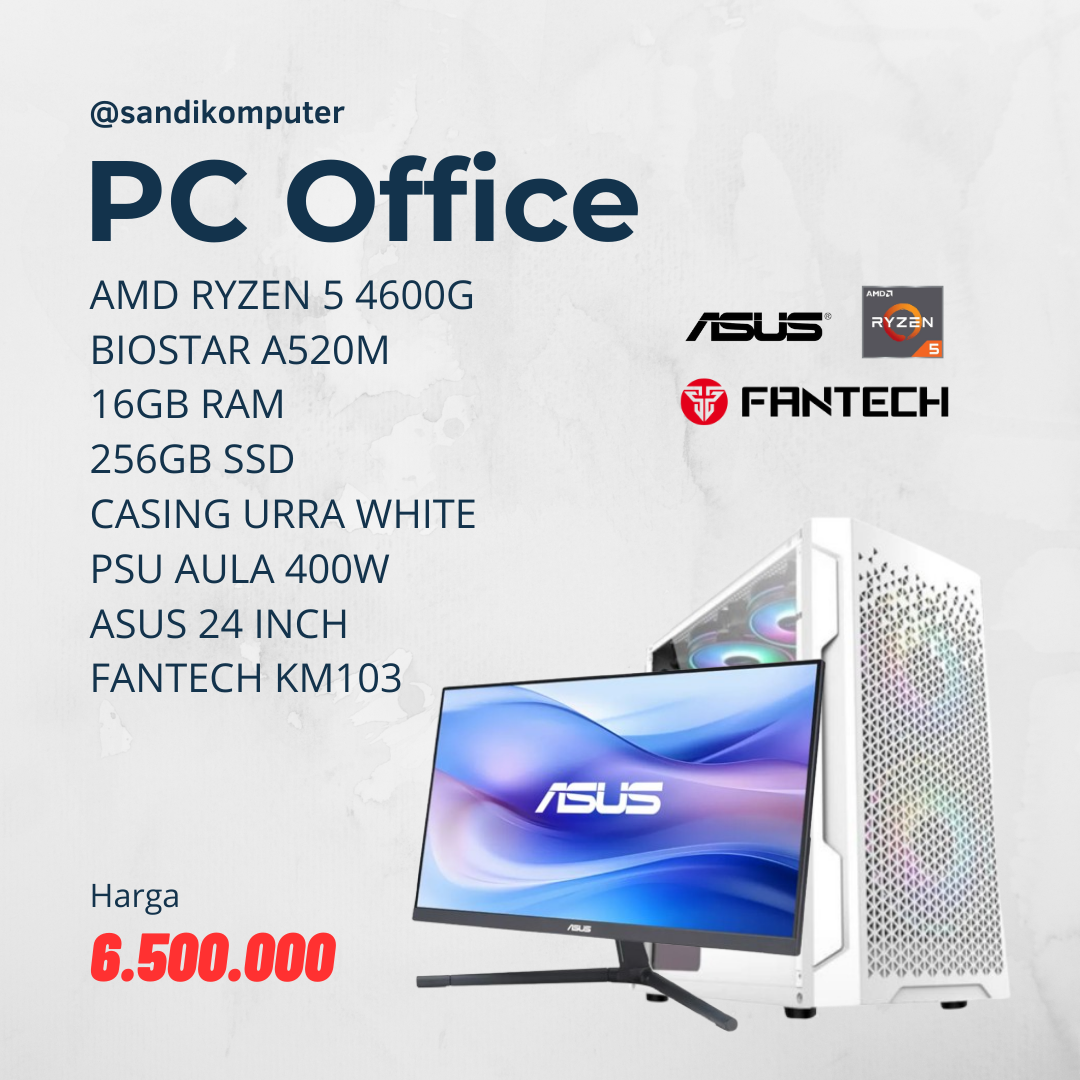 @sandikomputer
PC Office
AMD RYZEN 5 4600G
BIOSTAR A520M
16GB RAM
256GB SSD
CASING URRA WHITE
PSU AULA 400W
ASUS 24 INCH
FANTECH KM103
ASUS®
AMD
RYZEN
5
FANTECH
ASUS
ASUS
Harga
6.500.000